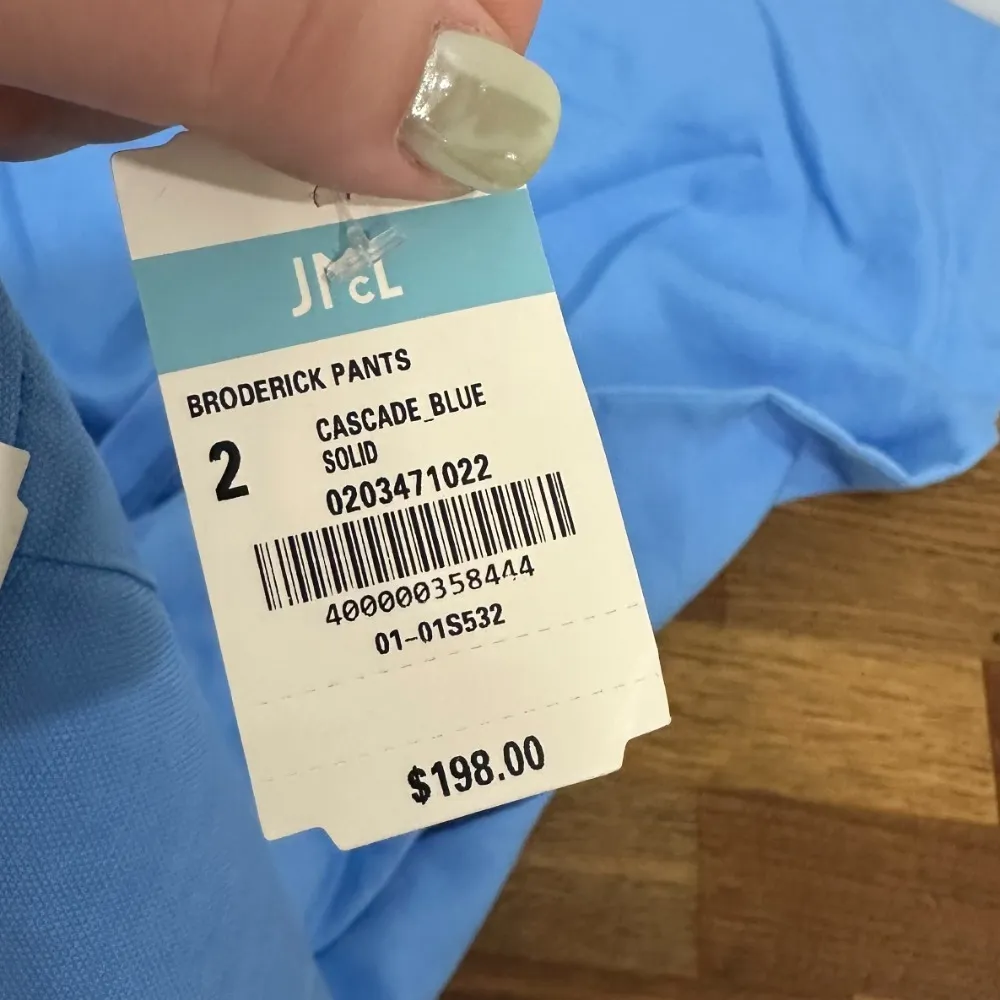 JMcL
BRODERICK PANTS
2
CASCADE_BLUE
SOLID
0203471022
400000358444
01-01S532
$198.00